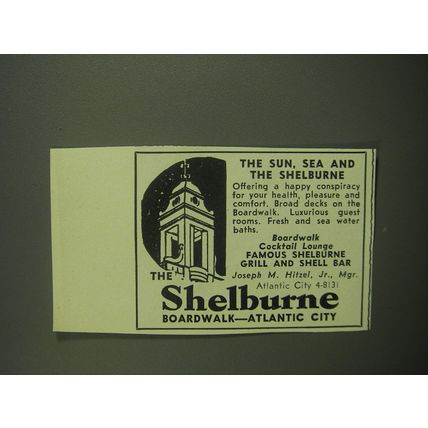 THE SUN, SEA AND
THE SHELBURNE
Offering a happy conspiracy
for your health, pleasure and
comfort. Broad decks on the
Boardwalk. Luxurious guest
rooms. Fresh and sea water
baths.
Boardwalk
Cocktail Lounge
FAMOUS SHELBURNE
GRILL AND SHELL BAR
Joseph M. Hitzel, Jr., Mgr.
Atlantic City 4-8131
THE
Shelburne
BOARDWALK—ATLANTIC CITY